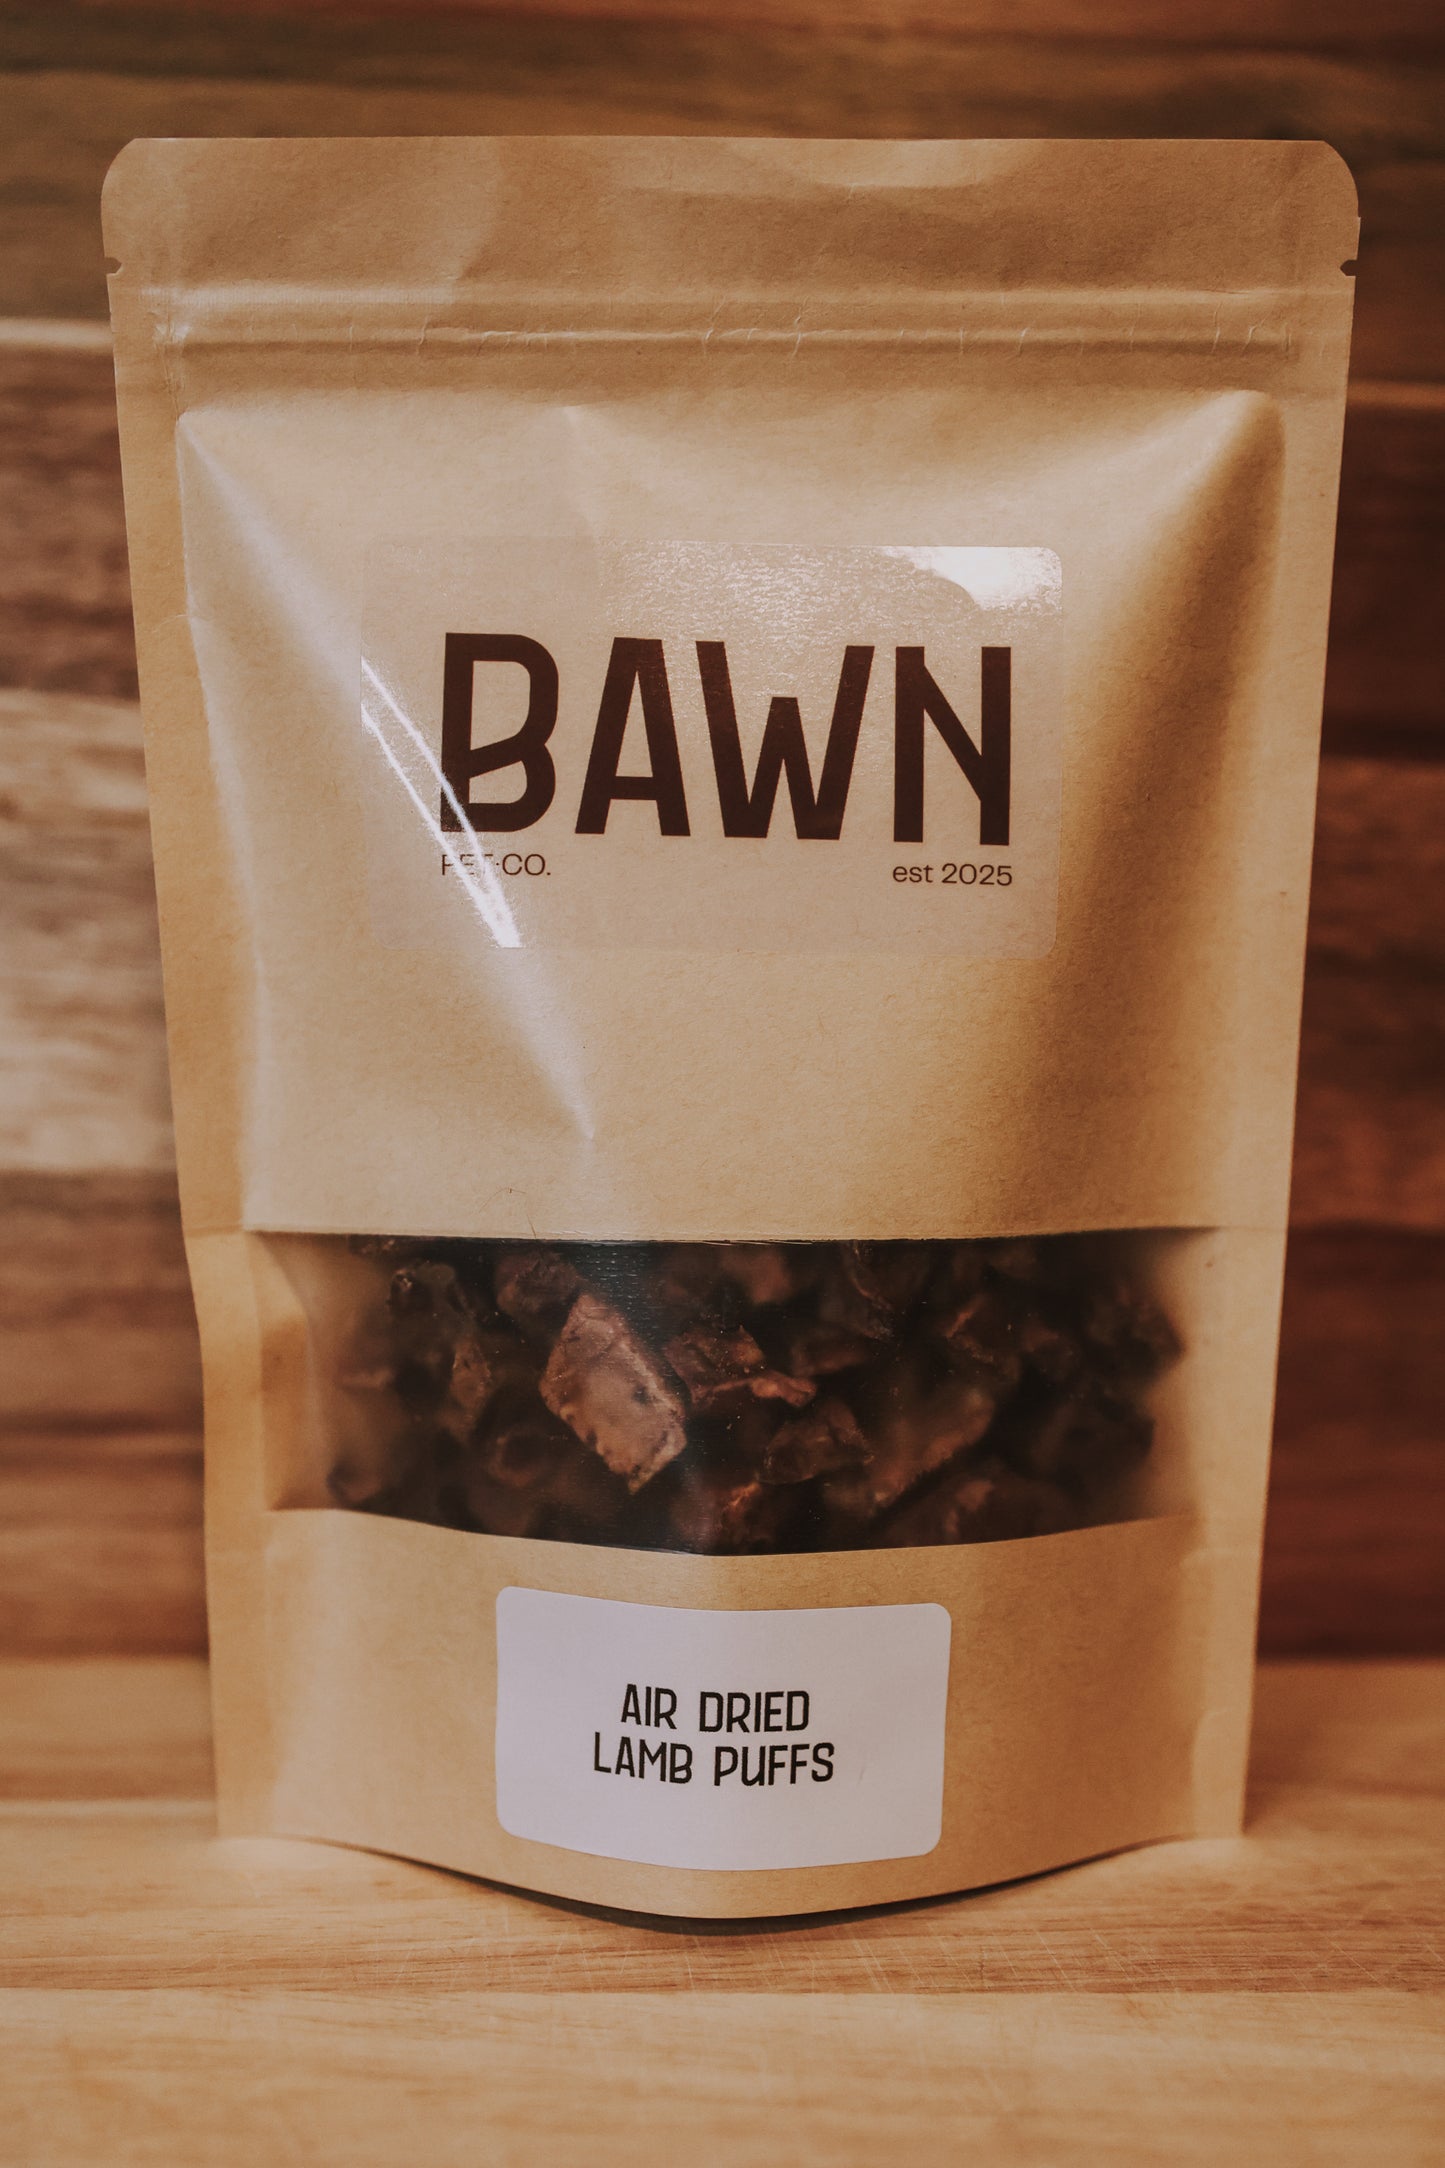 BAWN
PET·CO.
est 2025
AIR DRIED
LAMB PUFFS